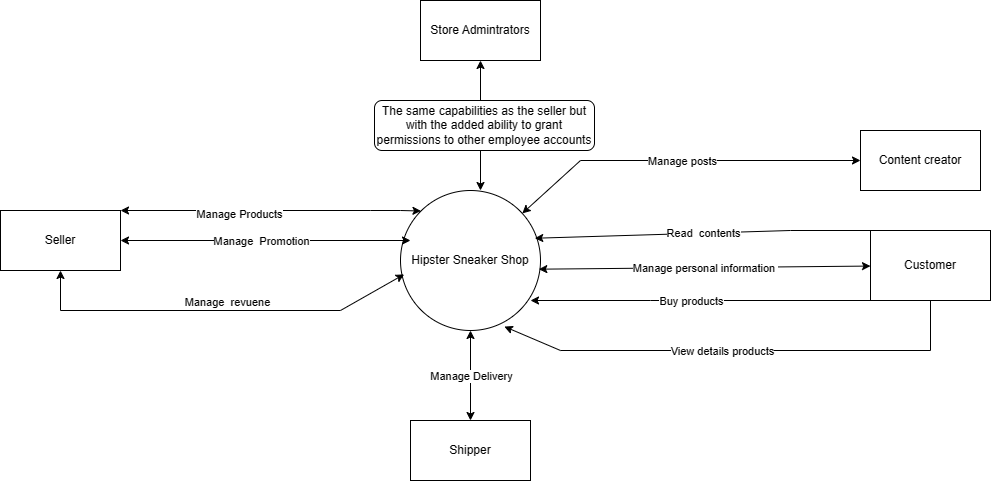 Store Admintrators
The same capabilities as the seller but
with the added ability to grant
permissions to other employee accounts
Manage posts
Content creator
Manage Products
Seller
Manage  Promotion
Hipster Sneaker Shop
Read  contents
Manage personal information
Customer
Manage  revuene
Buy products
View details products
Manage Delivery
Shipper